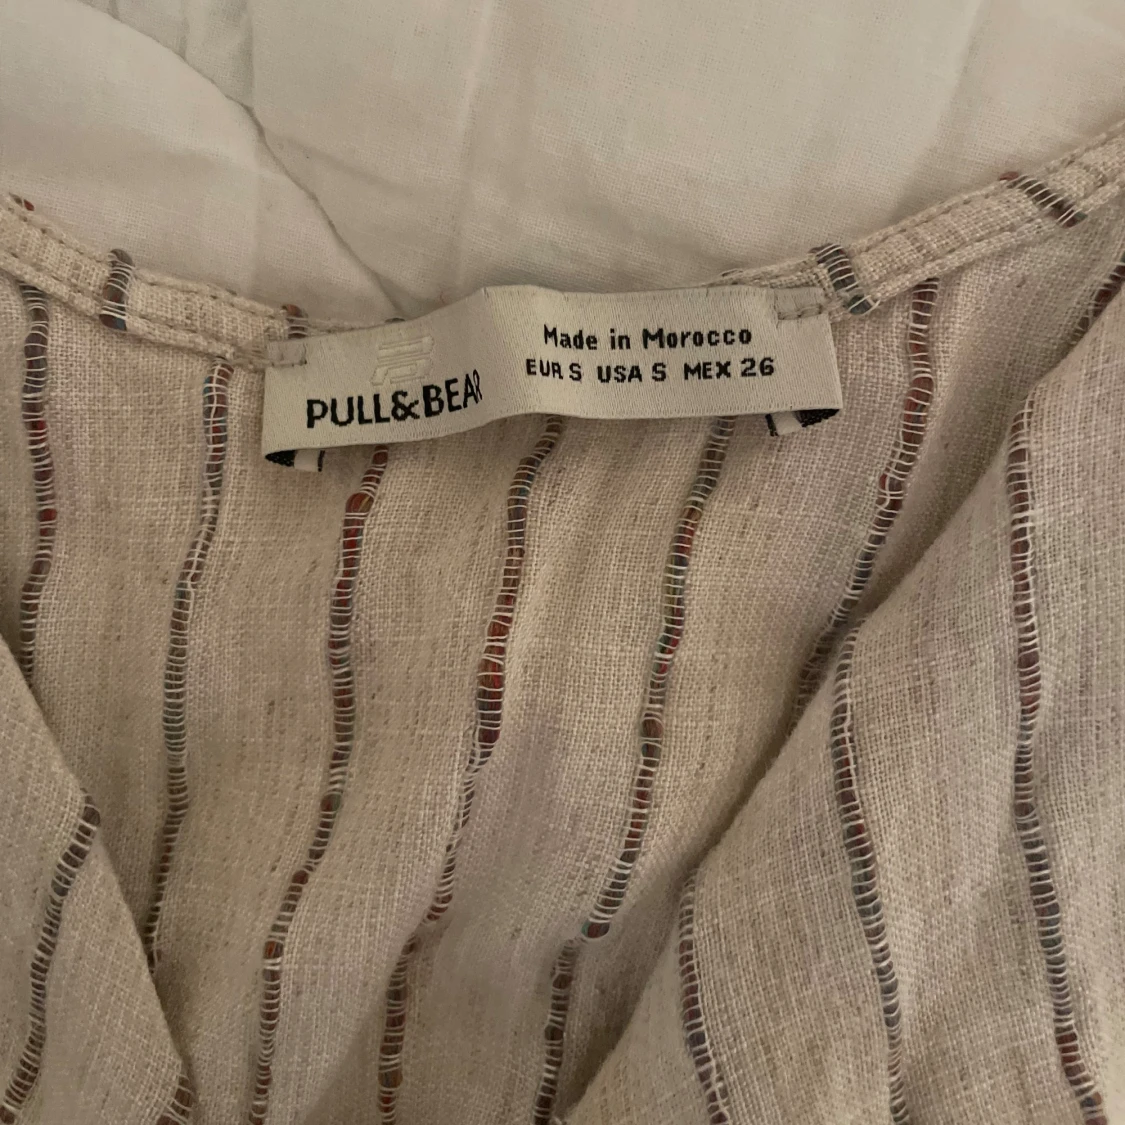 PULL&BEAR
Made in Morocco
EUR S USA S MEX 26